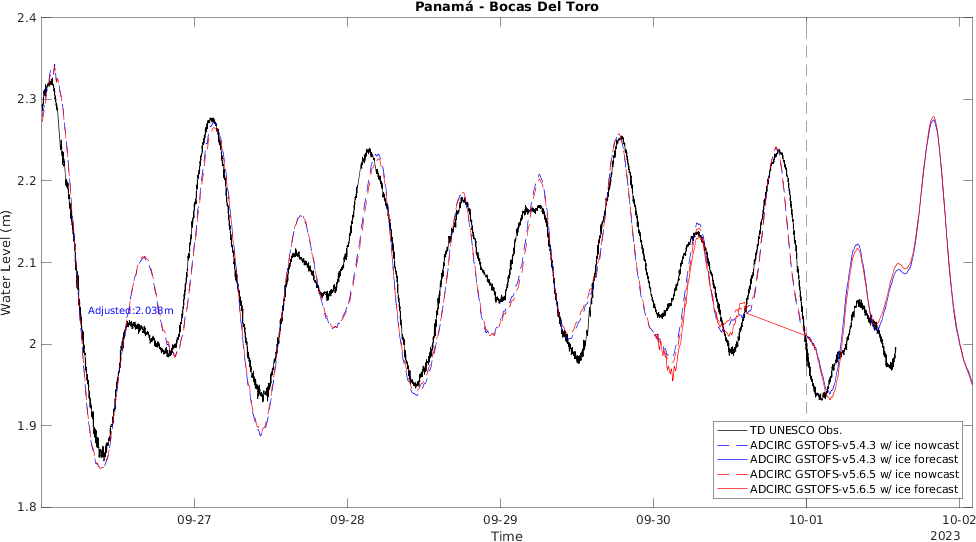 Panamá - Bocas Del Toro
2.4
2.3
2.2
2.1
2
1.9
1.8
Water Level (m)
Adjusted:2.038m
TD UNESCO Obs.
ADCIRC GSTOFS-v5.4.3 w/ ice nowcast
ADCIRC GSTOFS-v5.4.3 w/ ice forecast
ADCIRC GSTOFS-v5.6.5 w/ ice nowcast
ADCIRC GSTOFS-v5.6.5 w/ ice forecast
09-27 09-28 09-29 09-30 10-01 10-02
Time
2023